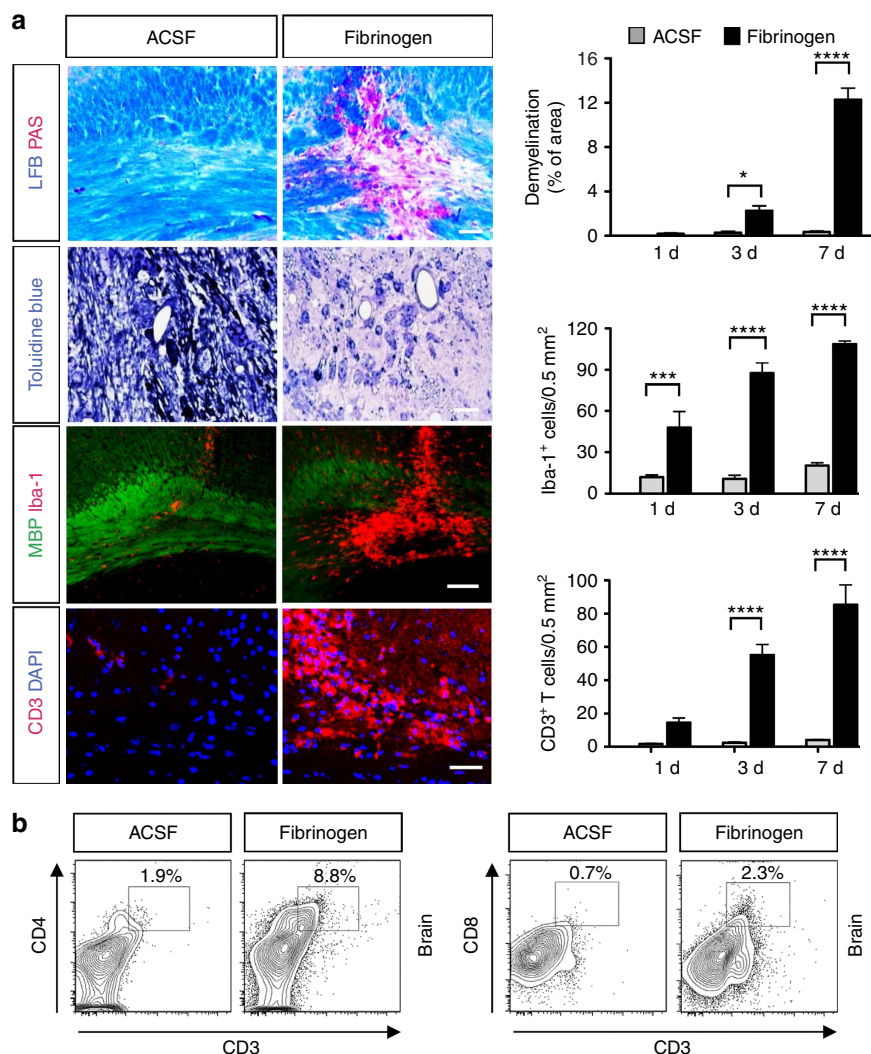 a
ACSF
Fibrinogen
LFB PAS
Toluidine blue
MBP Iba-1
CD3 DAPI
ACSF Fibrinogen
Demyelination
(% of area)
16
12
8
4
0
*
****
1 d 3 d 7 d
Iba-1⁺ cells/0.5 mm²
120
90
60
30
0
***
****
****
1 d 3 d 7 d
CD3⁺ T cells/0.5 mm²
100
80
60
40
20
0
****
****
1 d 3 d 7 d
b
ACSF
Fibrinogen
1.9%
8.8%
CD4
CD3
Brain
ACSF
Fibrinogen
0.7%
2.3%
CD8
CD3
Brain